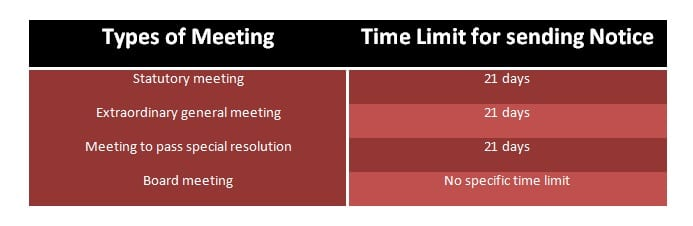 Types of Meeting Time Limit for sending Notice
Statutory meeting 21 days
Extraordinary general meeting 21 days
Meeting to pass special resolution 21 days
Board meeting No specific time limit